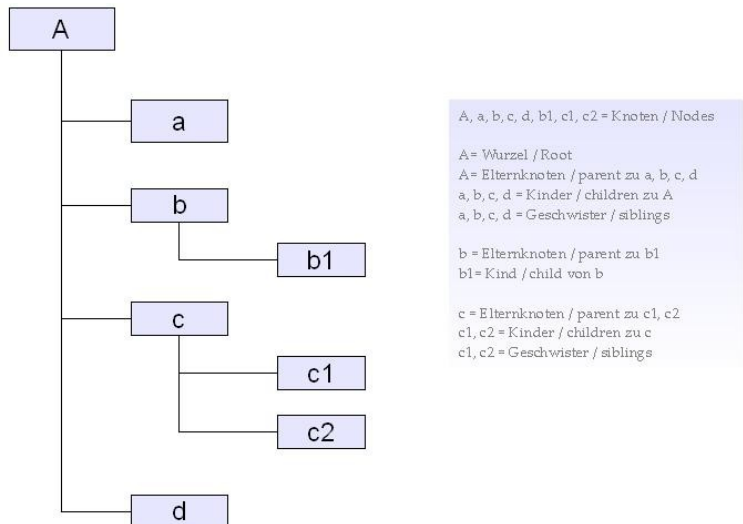 A
a
b
b1
c
c1
c2
d
A, a, b, c, d, b1, c1, c2 = Knoten / Nodes
A= Wurzel / Root
A= Elternknoten / parent zu a, b, c, d
a, b, c, d = Kinder / children zu A
a, b, c, d = Geschwister / siblings
b = Elternknoten / parent zu b1
b1= Kind / child von b
c = Elternknoten / parent zu c1, c2
c1, c2 = Kinder / children zu c
c1, c2 = Geschwister / siblings